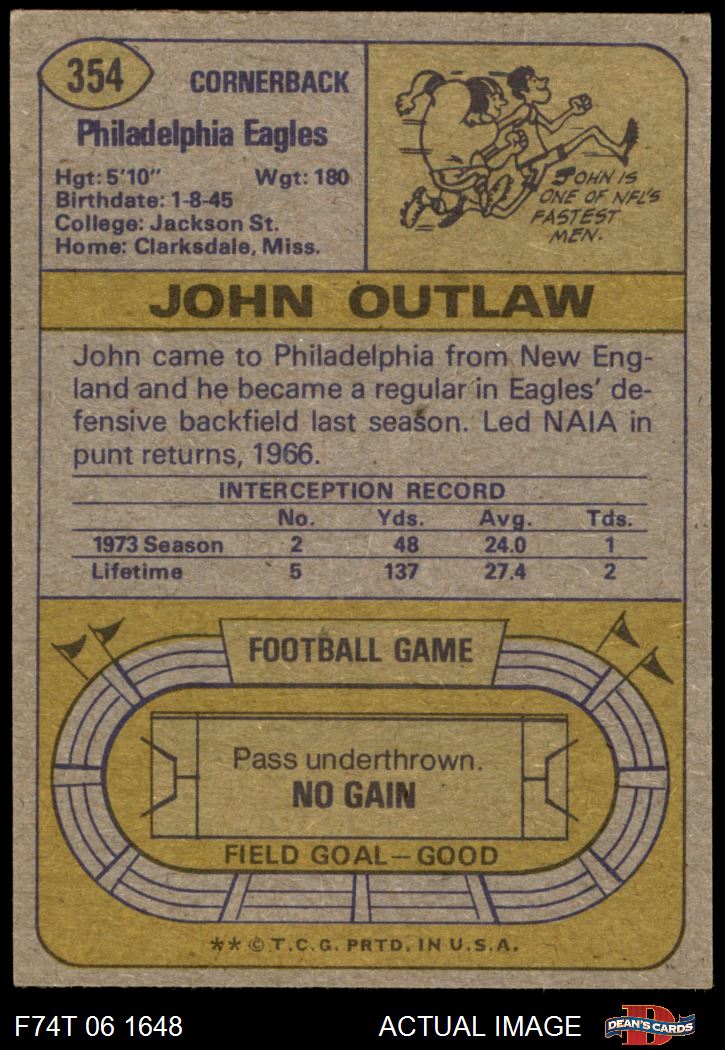 354
CORNERBACK
Philadelphia Eagles
Hgt: 5'10" Wgt: 180
Birthdate: 1-8-45
College: Jackson St.
Home: Clarksdale, Miss.
JOHN IS
ONE OF NFL'S
FASTEST
MEN.
JOHN OUTLAW
John came to Philadelphia from New Eng-
land and he became a regular in Eagles' de-
fensive backfield last season. Led NAIA in
punt returns, 1966.
INTERCEPTION RECORD
No. Yds. Avg. Tds.
1973 Season 2 48 24.0 1
Lifetime 5 137 27.4 2
FOOTBALL GAME
Pass underthrown.
NO GAIN
FIELD GOAL—GOOD
** © T.C.G. PRTD. IN U.S.A.
F74T 06 1648 ACTUAL IMAGE
D
DEAN'S CARDS